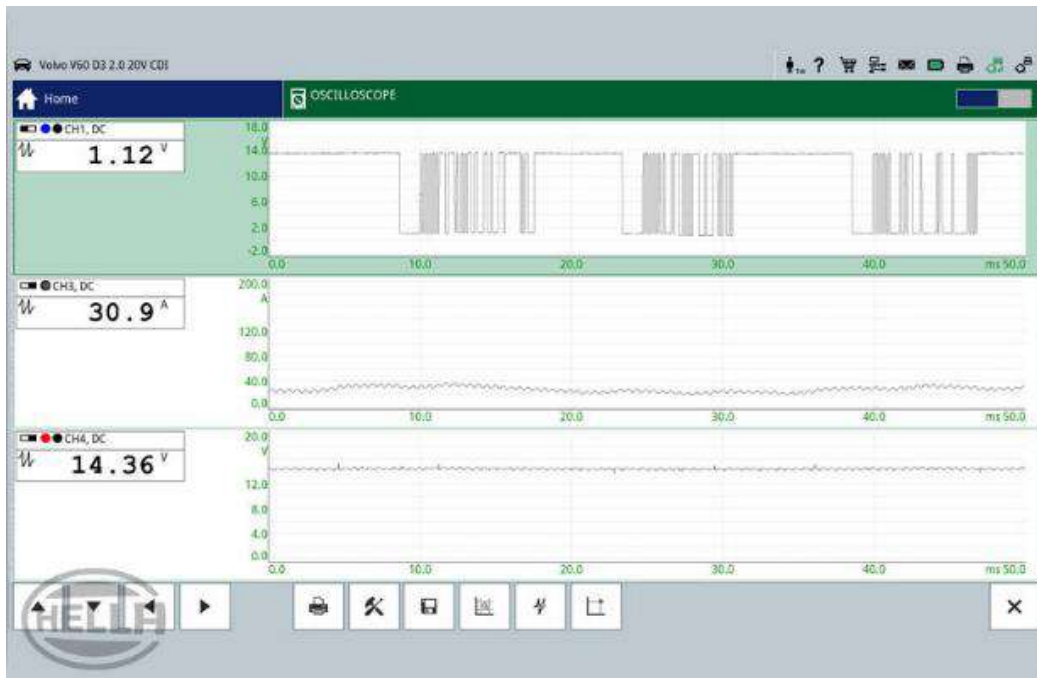 Volvo V60 D3 2.0 20V CDI
?
Home
OSCILLOSCOPE
CH1, DC
1.12 V
18.0
V
14.0
10.0
6.0
2.0
-2.0
0.0 10.0 20.0 30.0 40.0 ms 50.0
CH3, DC
30.9 A
200.0
A
120.0
80.0
40.0
0.0
0.0 10.0 20.0 30.0 40.0 ms 50.0
CH4, DC
14.36 V
20.0
V
12.0
8.0
4.0
0.0
0.0 10.0 20.0 30.0 40.0 ms 50.0
HELLA